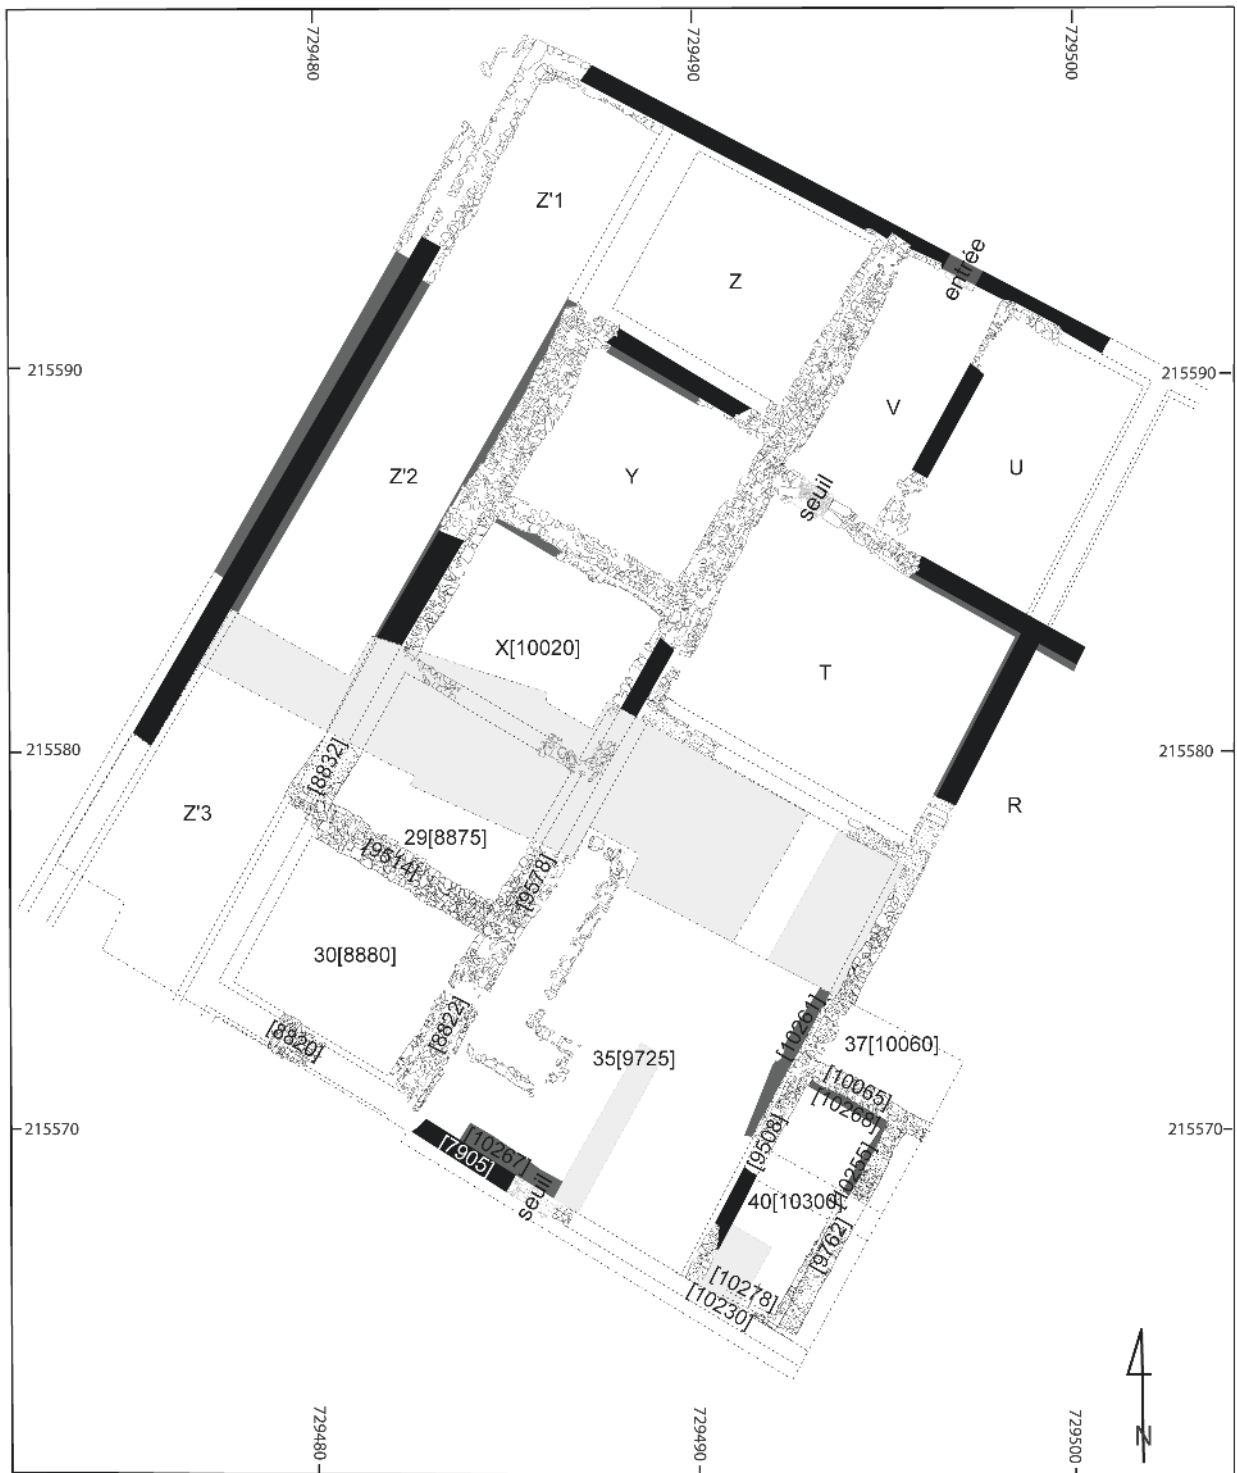 729480
729490
729500
Z'1
Z
entrée
215590
215590
V
Z'2
Y
U
seuil
X[10020]
T
215580
215580
[8832]
R
Z'3
29[8875]
[9514]
[9578]
30[8880]
[8822]
[8820]
[10261]
37[10060]
35[9725]
[10065]
[10268]
215570
215570
[10267]
[7905]
[9508]
[10255]
seuil
40[10300]
[9762]
[10278]
[10230]
729480
729490
729500
N